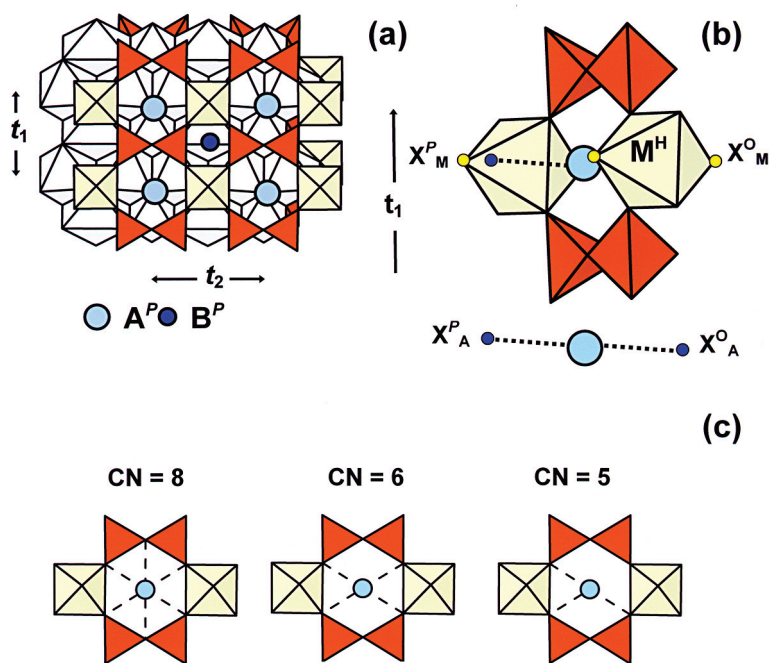 (a)
(b)
t1
t2
A^P B^P
X^P_M
M^H
X^O_M
t1
X^P_A
X^O_A
(c)
CN = 8
CN = 6
CN = 5